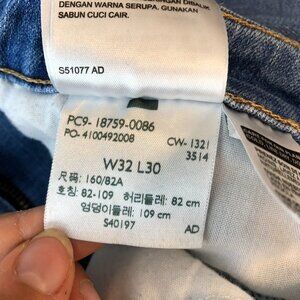 DENGAN WARNA SERUPA. GUNAKAN
SABUN CUCI CAIR.
S51077 AD
PC9- 18759-0086
PO- 4100492008
CW- 1321
3514
W32 L30
尺碼: 160/82A
호칭: 82-109 허리둘레: 82 cm
엉덩이둘레: 109 cm
S40197
AD